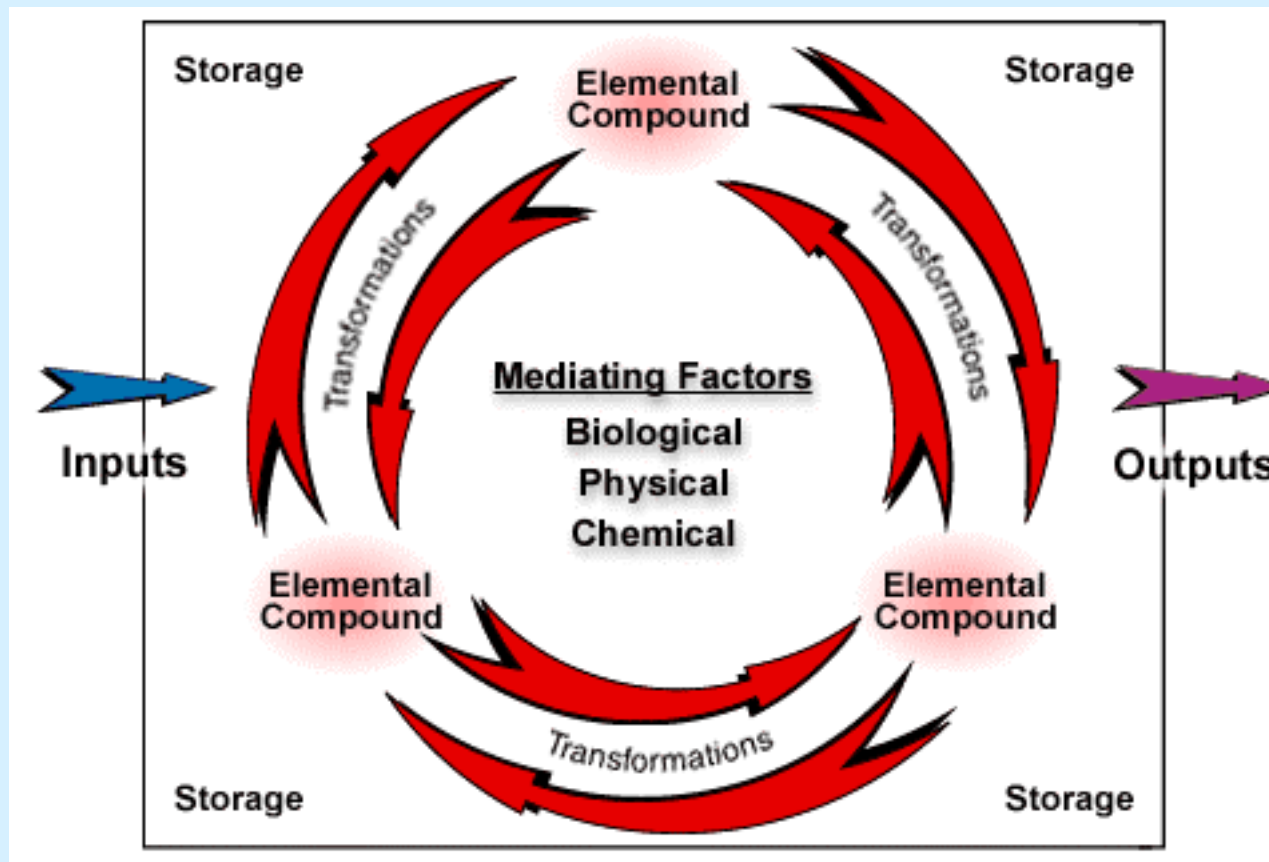 Storage
Elemental
Compound
Storage
Transformations
Transformations
Mediating Factors
Biological
Physical
Chemical
Inputs
Outputs
Elemental
Compound
Elemental
Compound
Transformations
Storage
Storage